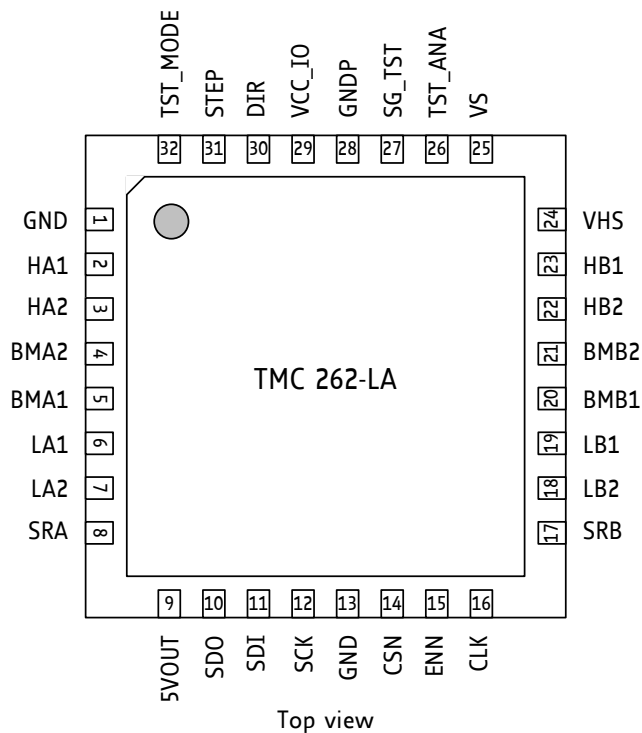 TST_MODE
STEP
DIR
VCC_IO
GNDP
SG_TST
TST_ANA
VS
32
31
30
29
28
27
26
25
GND 1
HA1 2
HA2 3
BMA2 4
BMA1 5
LA1 6
LA2 7
SRA 8
TMC 262-LA
24 VHS
23 HB1
22 HB2
21 BMB2
20 BMB1
19 LB1
18 LB2
17 SRB
9
10
11
12
13
14
15
16
5VOUT
SDO
SDI
SCK
GND
CSN
ENN
CLK
Top view